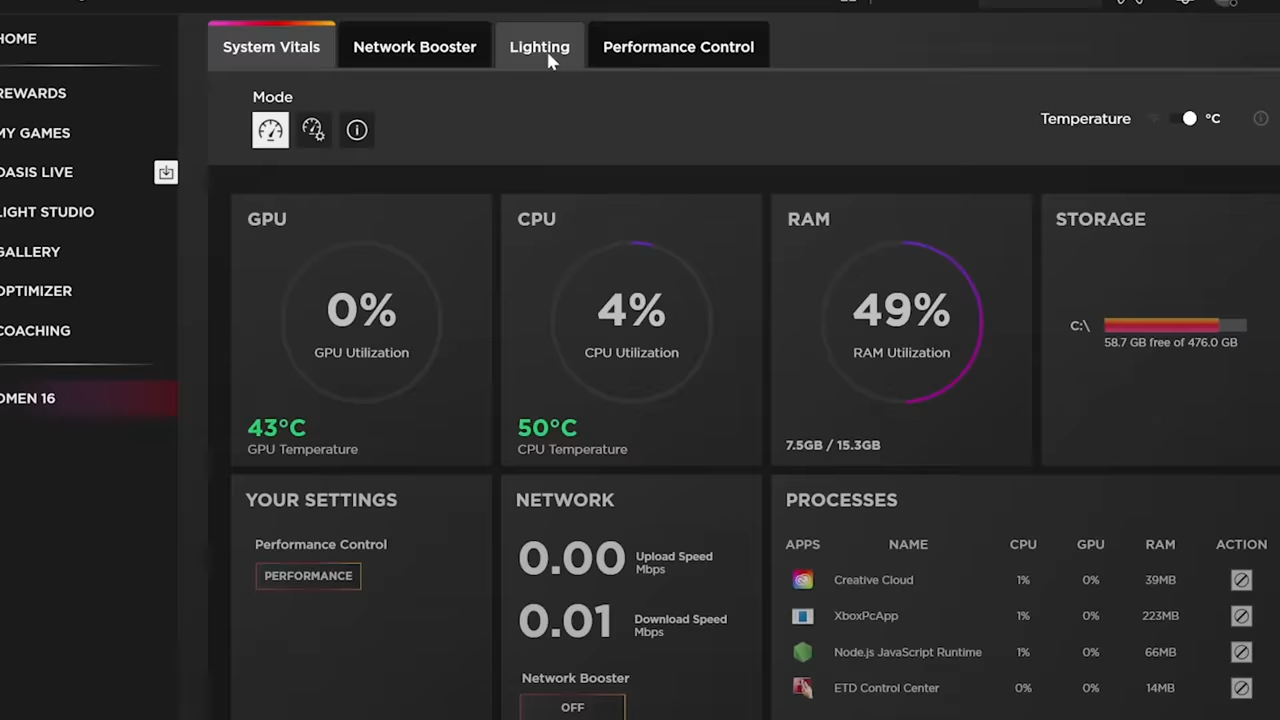 System Vitals
Network Booster
Lighting
Performance Control
HOME
REWARDS
MY GAMES
OASIS LIVE
LIGHT STUDIO
GALLERY
OPTIMIZER
COACHING
OMEN 16
Mode
Temperature
°C
GPU
0%
GPU Utilization
43°C
GPU Temperature
CPU
4%
CPU Utilization
50°C
CPU Temperature
RAM
49%
RAM Utilization
7.5GB / 15.3GB
STORAGE
C:\
58.7 GB free of 476.0 GB
YOUR SETTINGS
Performance Control
PERFORMANCE
NETWORK
0.00 Upload Speed
Mbps
0.01 Download Speed
Mbps
Network Booster
OFF
PROCESSES
APPS NAME CPU GPU RAM ACTION
Creative Cloud 1% 0% 39MB
XboxPcApp 1% 0% 223MB
Node.js JavaScript Runtime 1% 0% 66MB
ETD Control Center 0% 0% 14MB